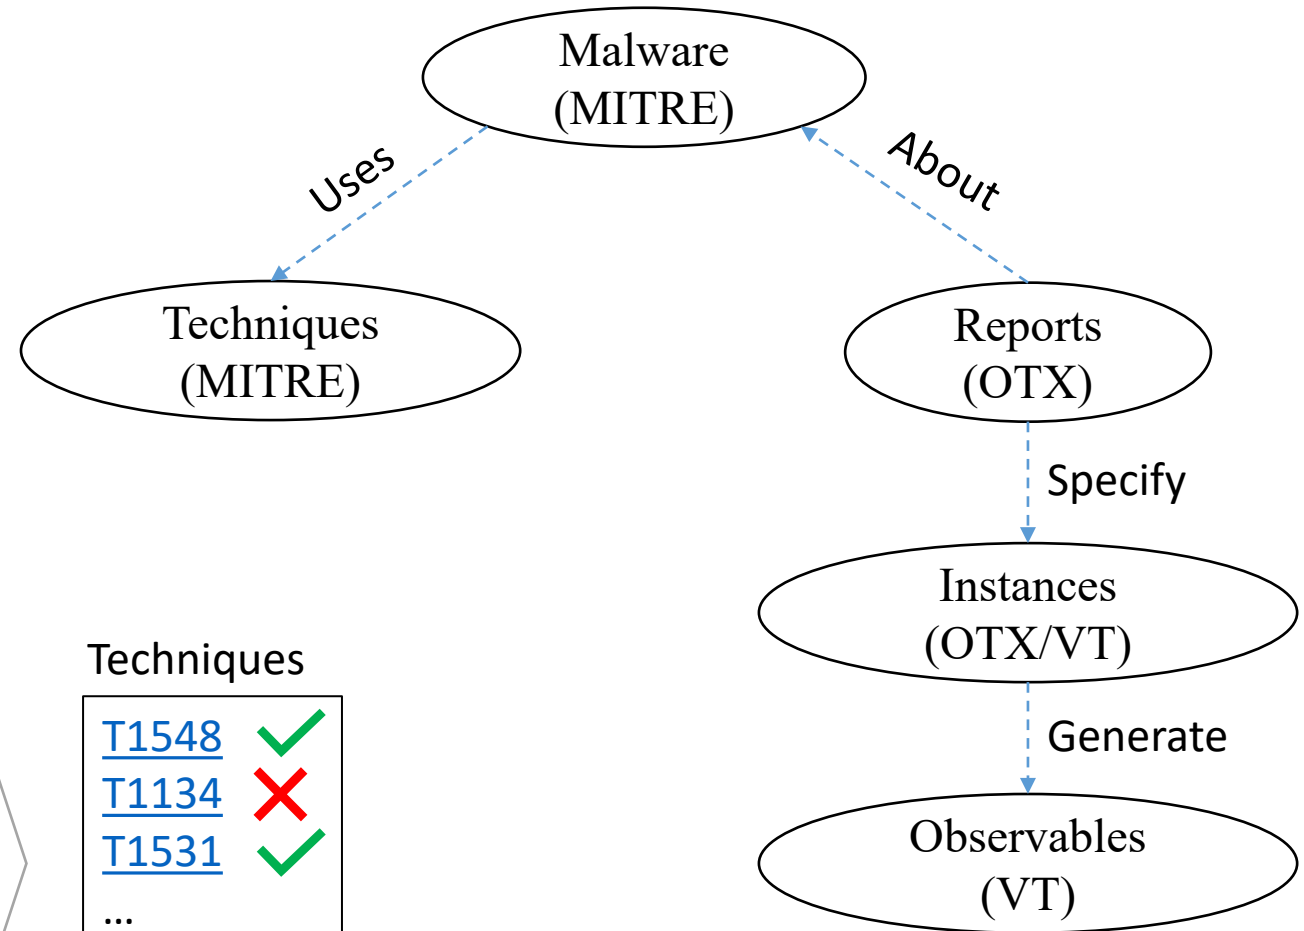 Malware
(MITRE)
Uses
About
Techniques
(MITRE)
Reports
(OTX)
Specify
Instances
(OTX/VT)
Generate
Observables
(VT)
Techniques
T1548
T1134
T1531
...